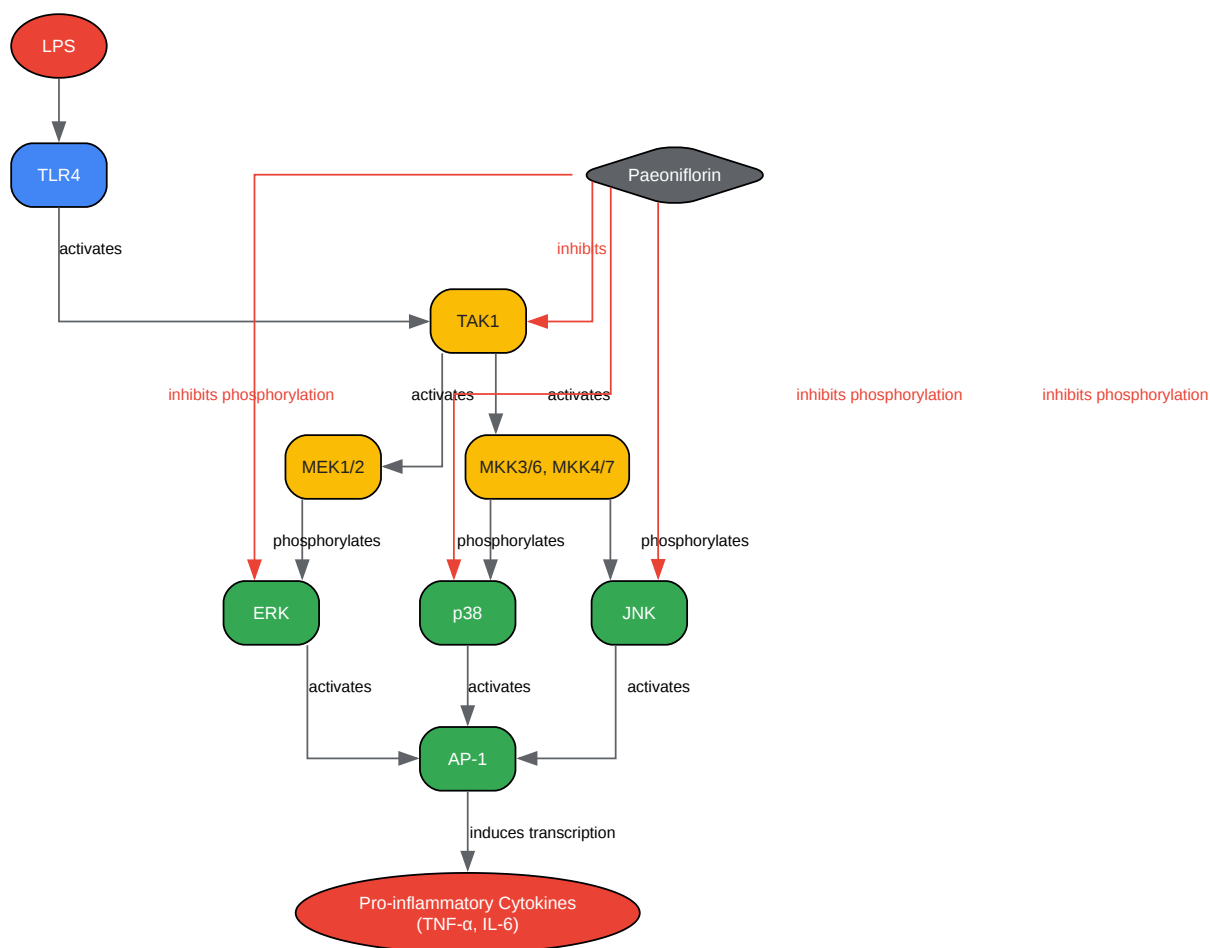 LPS
TLR4
Paeoniflorin
activates
inhibits
TAK1
inhibits phosphorylation
activates
activates
inhibits phosphorylation
inhibits phosphorylation
MEK1/2
MKK3/6, MKK4/7
phosphorylates
phosphorylates
phosphorylates
ERK
p38
JNK
activates
activates
activates
AP-1
induces transcription
Pro-inflammatory Cytokines
(TNF-α, IL-6)